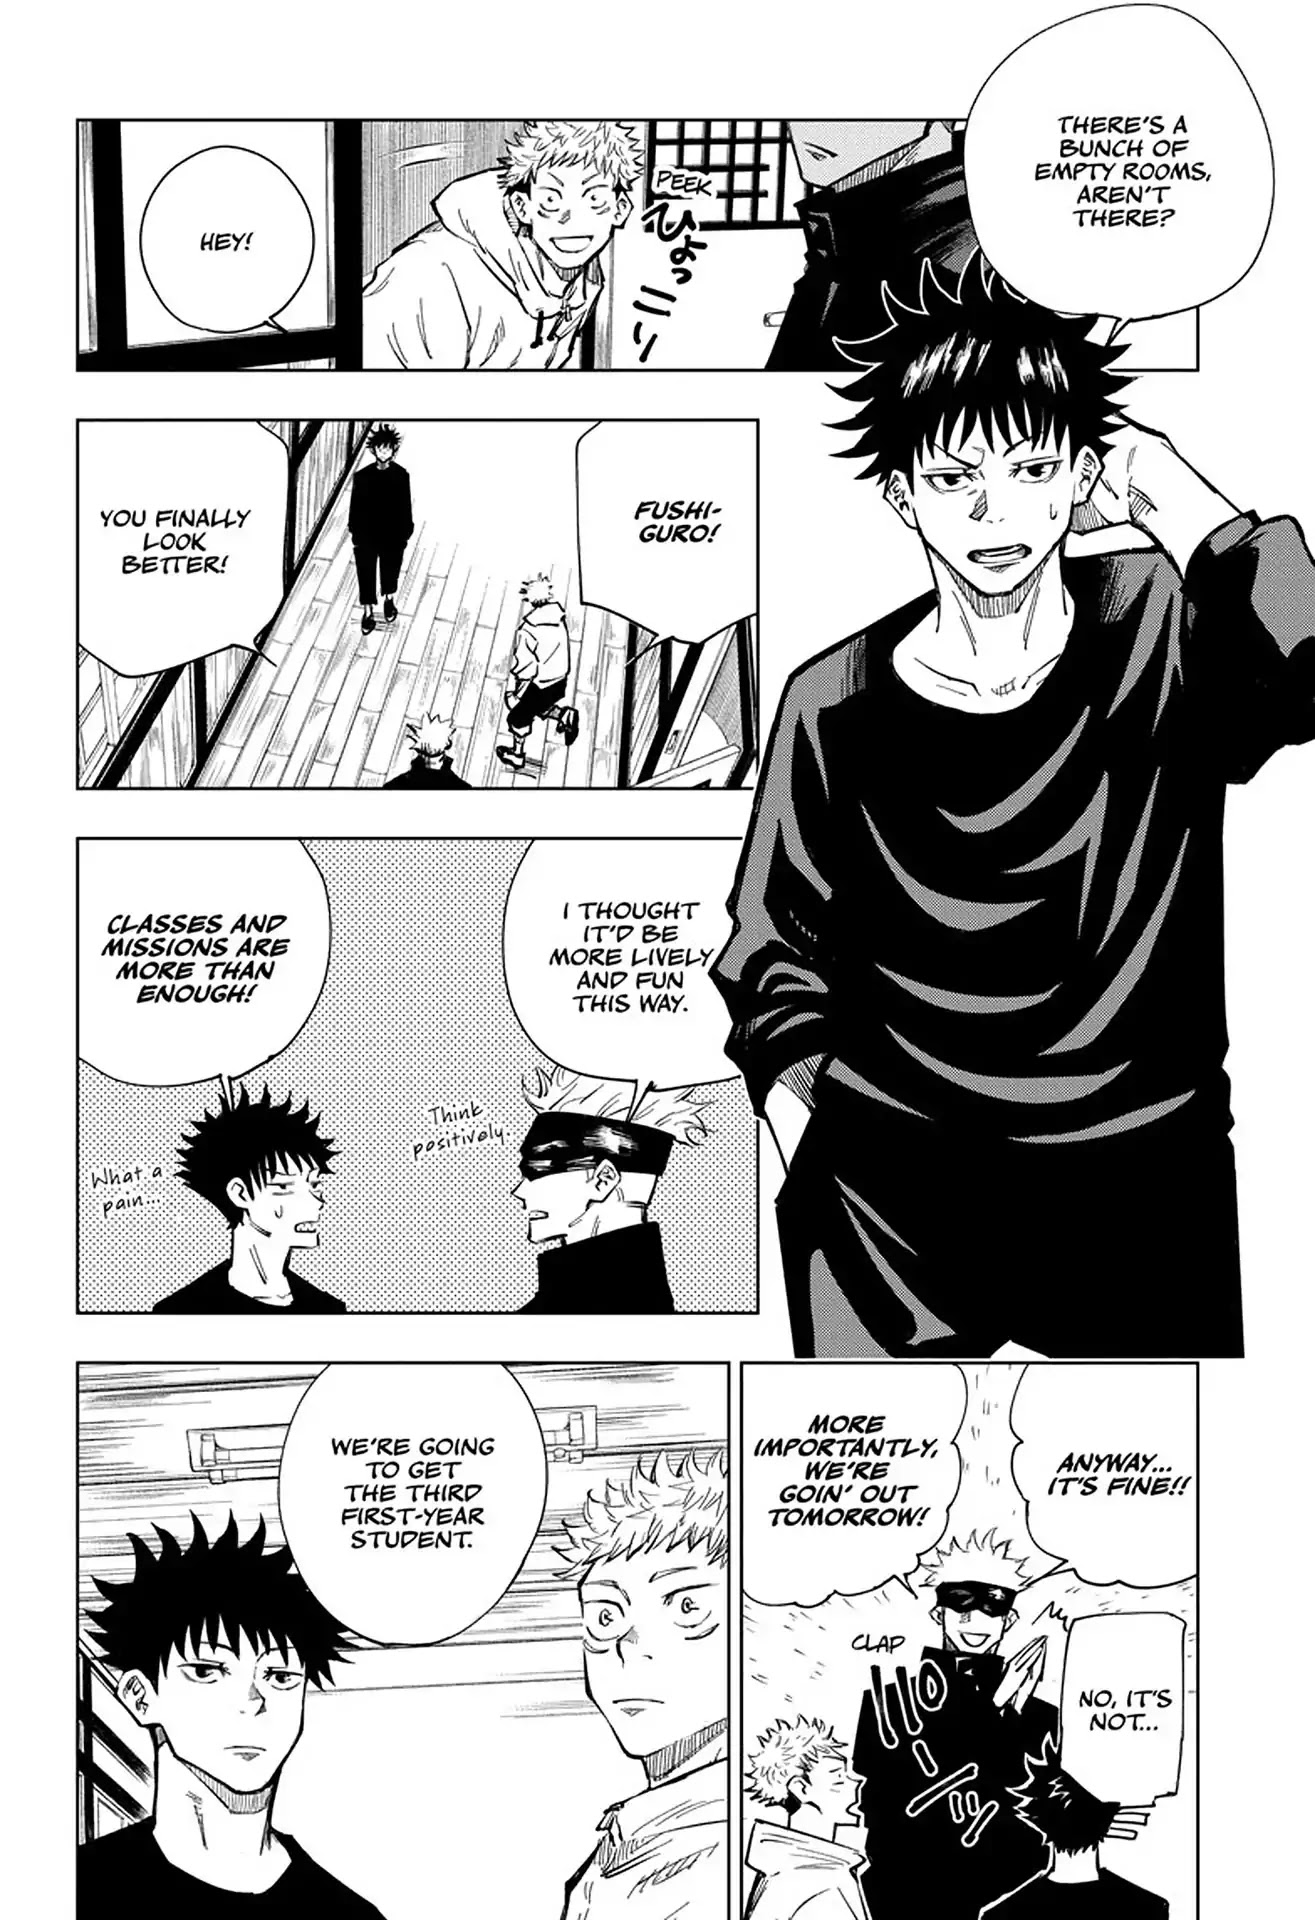 THERE'S A
BUNCH OF
EMPTY ROOMS,
AREN'T
THERE?
PEEK
ひょっこり
HEY!
FUSHI-
GURO!
YOU FINALLY
LOOK
BETTER!
I THOUGHT
IT'D BE
MORE LIVELY
AND FUN
THIS WAY.
Think
positively.
CLASSES AND
MISSIONS ARE
MORE THAN
ENOUGH!
What a
pain...
ANYWAY...
IT'S FINE!!
MORE
IMPORTANTLY,
WE'RE
GOIN' OUT
TOMORROW!!
CLAP
パンッ
NO, IT'S
NOT...
WE'RE GOING
TO GET
THE THIRD
FIRST-YEAR
STUDENT.